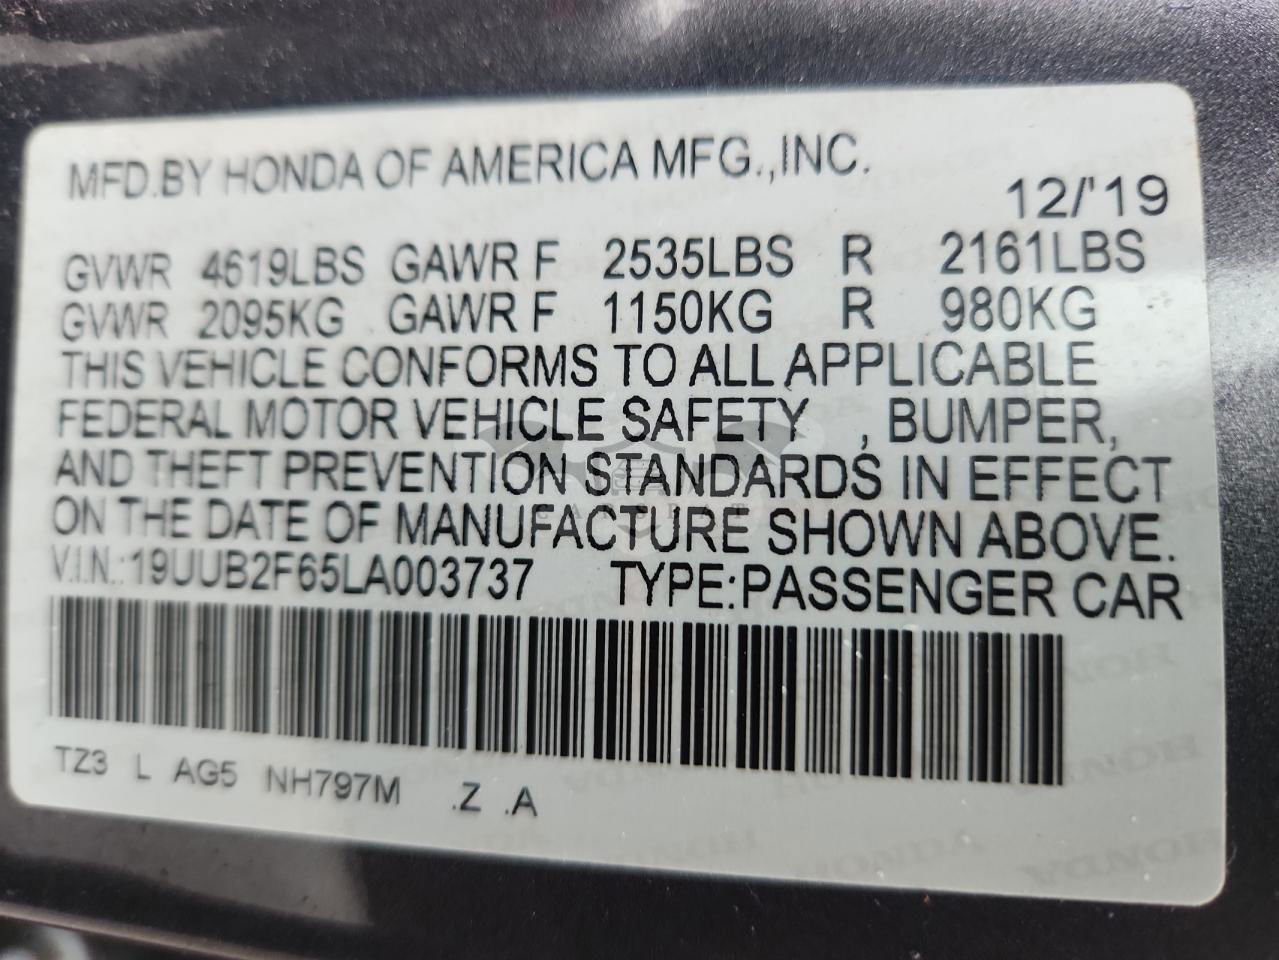 MFD.BY HONDA OF AMERICA MFG.,INC.
12/'19
GVWR 4619LBS GAWR F 2535LBS R 2161LBS
GVWR 2095KG GAWR F 1150KG R 980KG
THIS VEHICLE CONFORMS TO ALL APPLICABLE
FEDERAL MOTOR VEHICLE SAFETY , BUMPER,
AND THEFT PREVENTION STANDARDS IN EFFECT
ON THE DATE OF MANUFACTURE SHOWN ABOVE.
V.I.N.:19UUB2F65LA003737 TYPE:PASSENGER CAR
TZ3 L AG5 NH797M .Z .A
HONDA